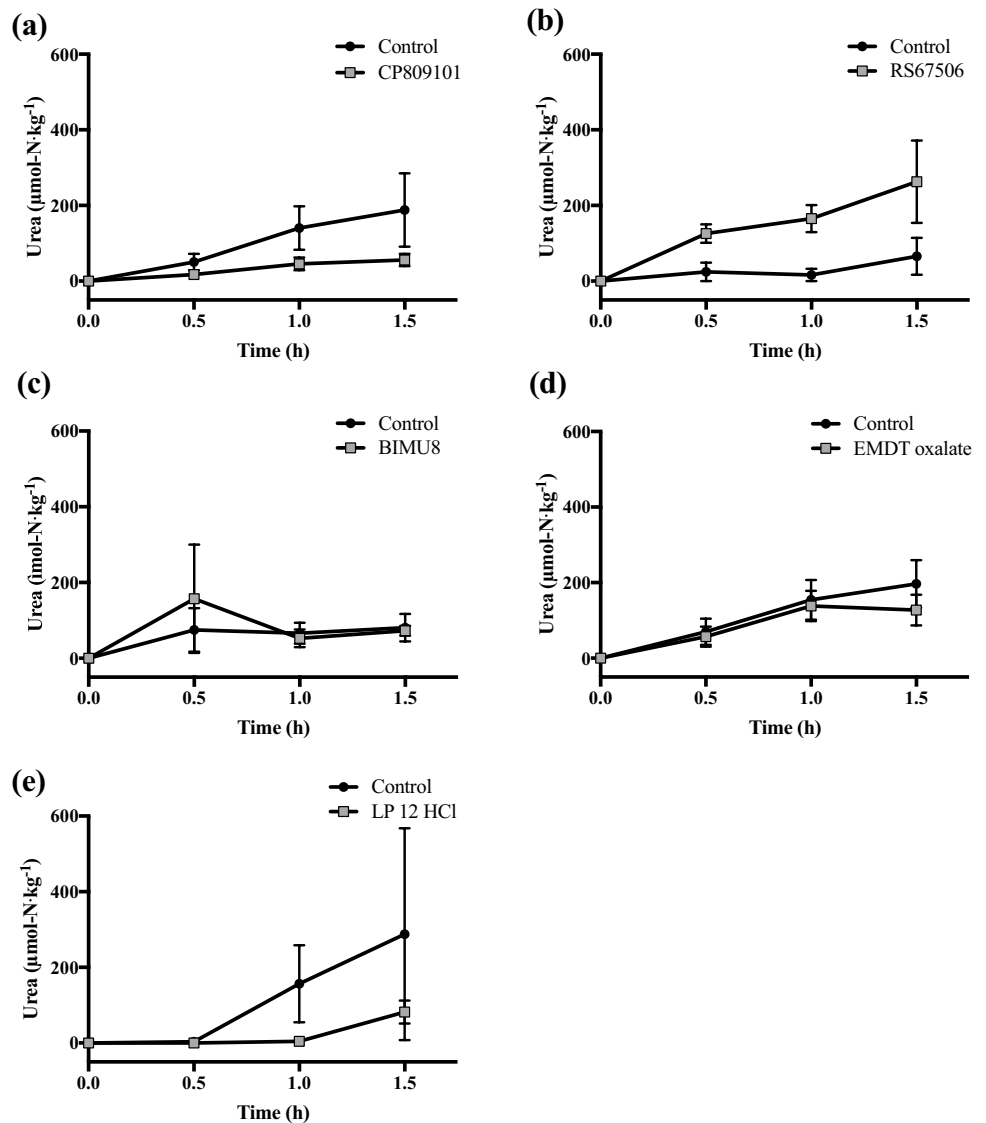 (a)
Control
CP809101
600
400
200
0
Urea (µmol-N·kg-1)
0.0 0.5 1.0 1.5
Time (h)
(b)
Control
RS67506
600
400
200
0
Urea (µmol-N·kg-1)
0.0 0.5 1.0 1.5
Time (h)
(c)
Control
BIMU8
600
400
200
0
Urea (imol-N·kg-1)
0.0 0.5 1.0 1.5
Time (h)
(d)
Control
EMDT oxalate
600
400
200
0
Urea (µmol-N·kg-1)
0.0 0.5 1.0 1.5
Time (h)
(e)
Control
LP 12 HCl
600
400
200
0
Urea (µmol-N·kg-1)
0.0 0.5 1.0 1.5
Time (h)